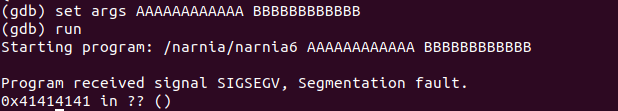 (gdb) set args AAAAAAAAAAAA BBBBBBBBBBBB
(gdb) run
Starting program: /narnia/narnia6 AAAAAAAAAAAA BBBBBBBBBBBB

Program received signal SIGSEGV, Segmentation fault.
0x41414141 in ?? ()